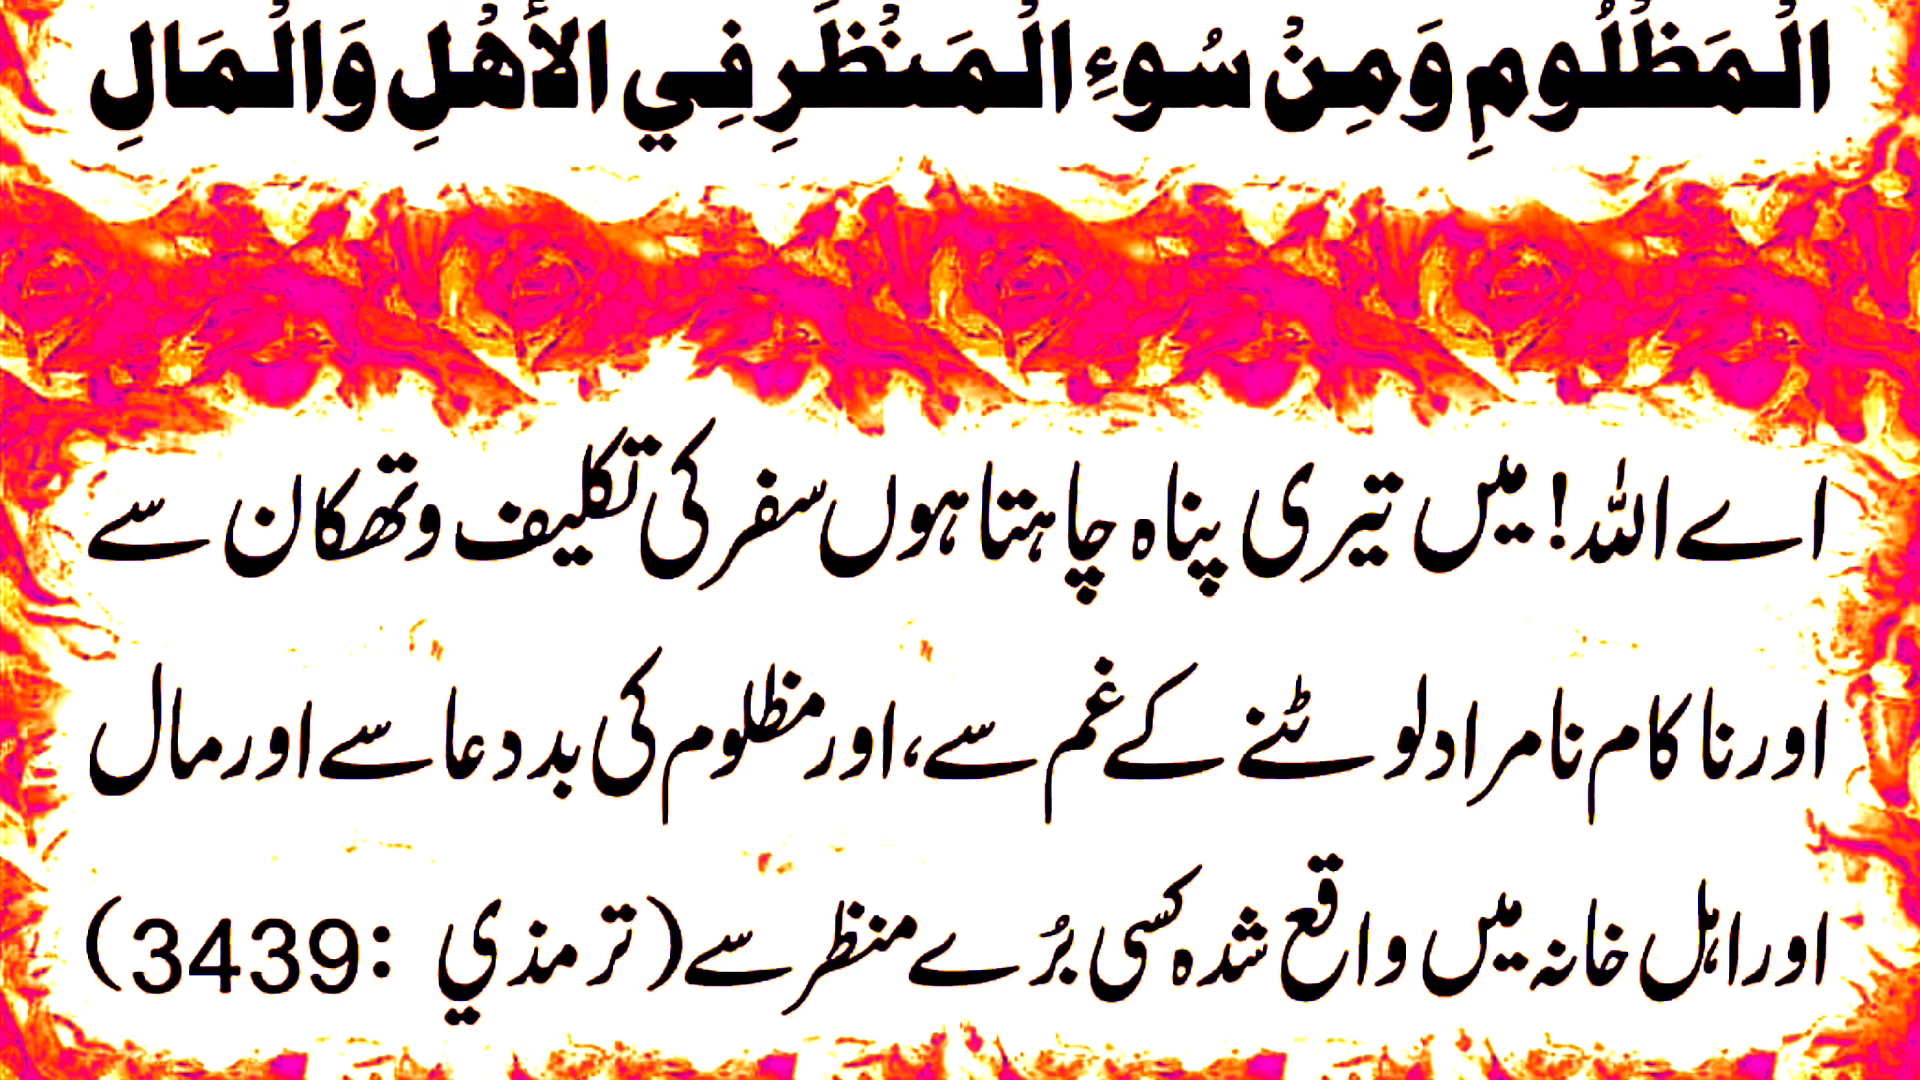 الْمَظْلُومِ وَمِنْ سُوءِ الْمَنْظَرِ فِي الأَهْلِ وَالْمَالِ
اے اللہ! میں تیری پناہ چاہتا ہوں سفر کی تکلیف وتھکان سے
اور نا کام نامراد لوٹنے کے غم سے، اور مظلوم کی بددعا سے اور مال
اور اہل خانہ میں واقع شدہ کسی بُرے منظر سے (ترمذي :3439)